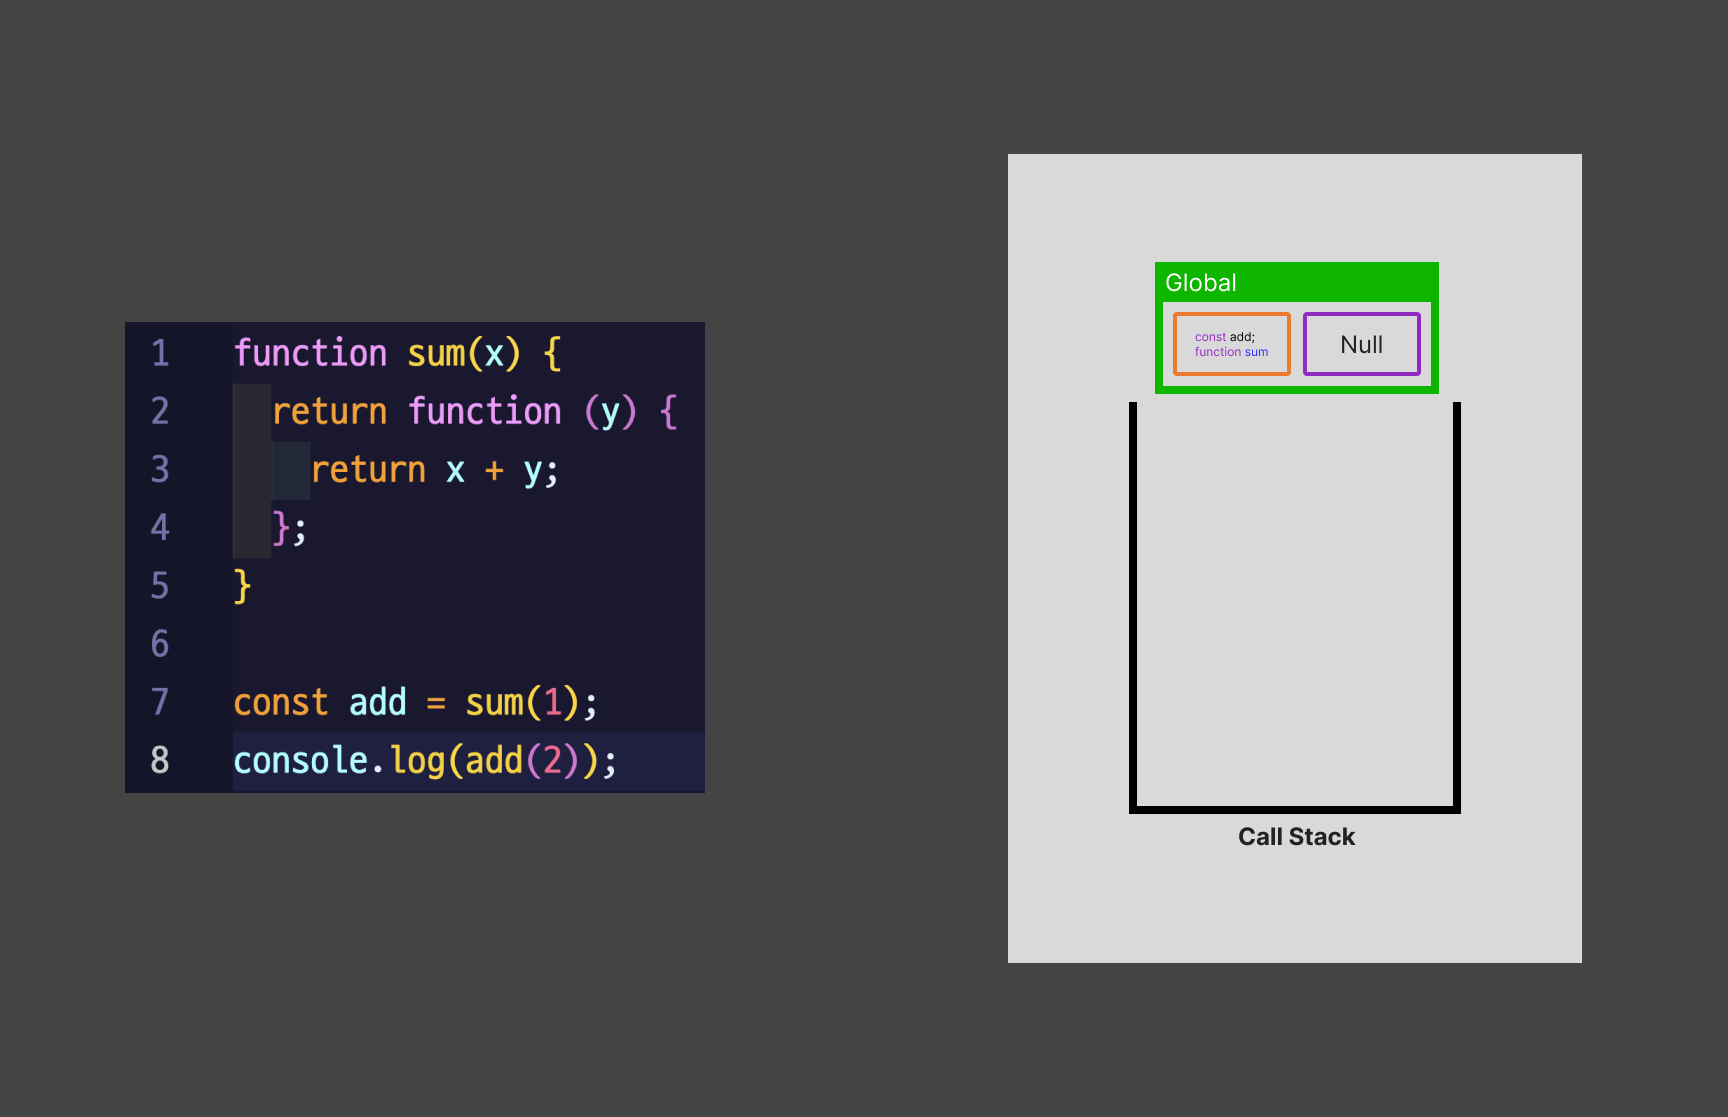 1 function sum(x) {
2 return function (y) {
3 return x + y;
4 };
5 }
6
7 const add = sum(1);
8 console.log(add(2));
Global
const add;
function sum
Null
Call Stack